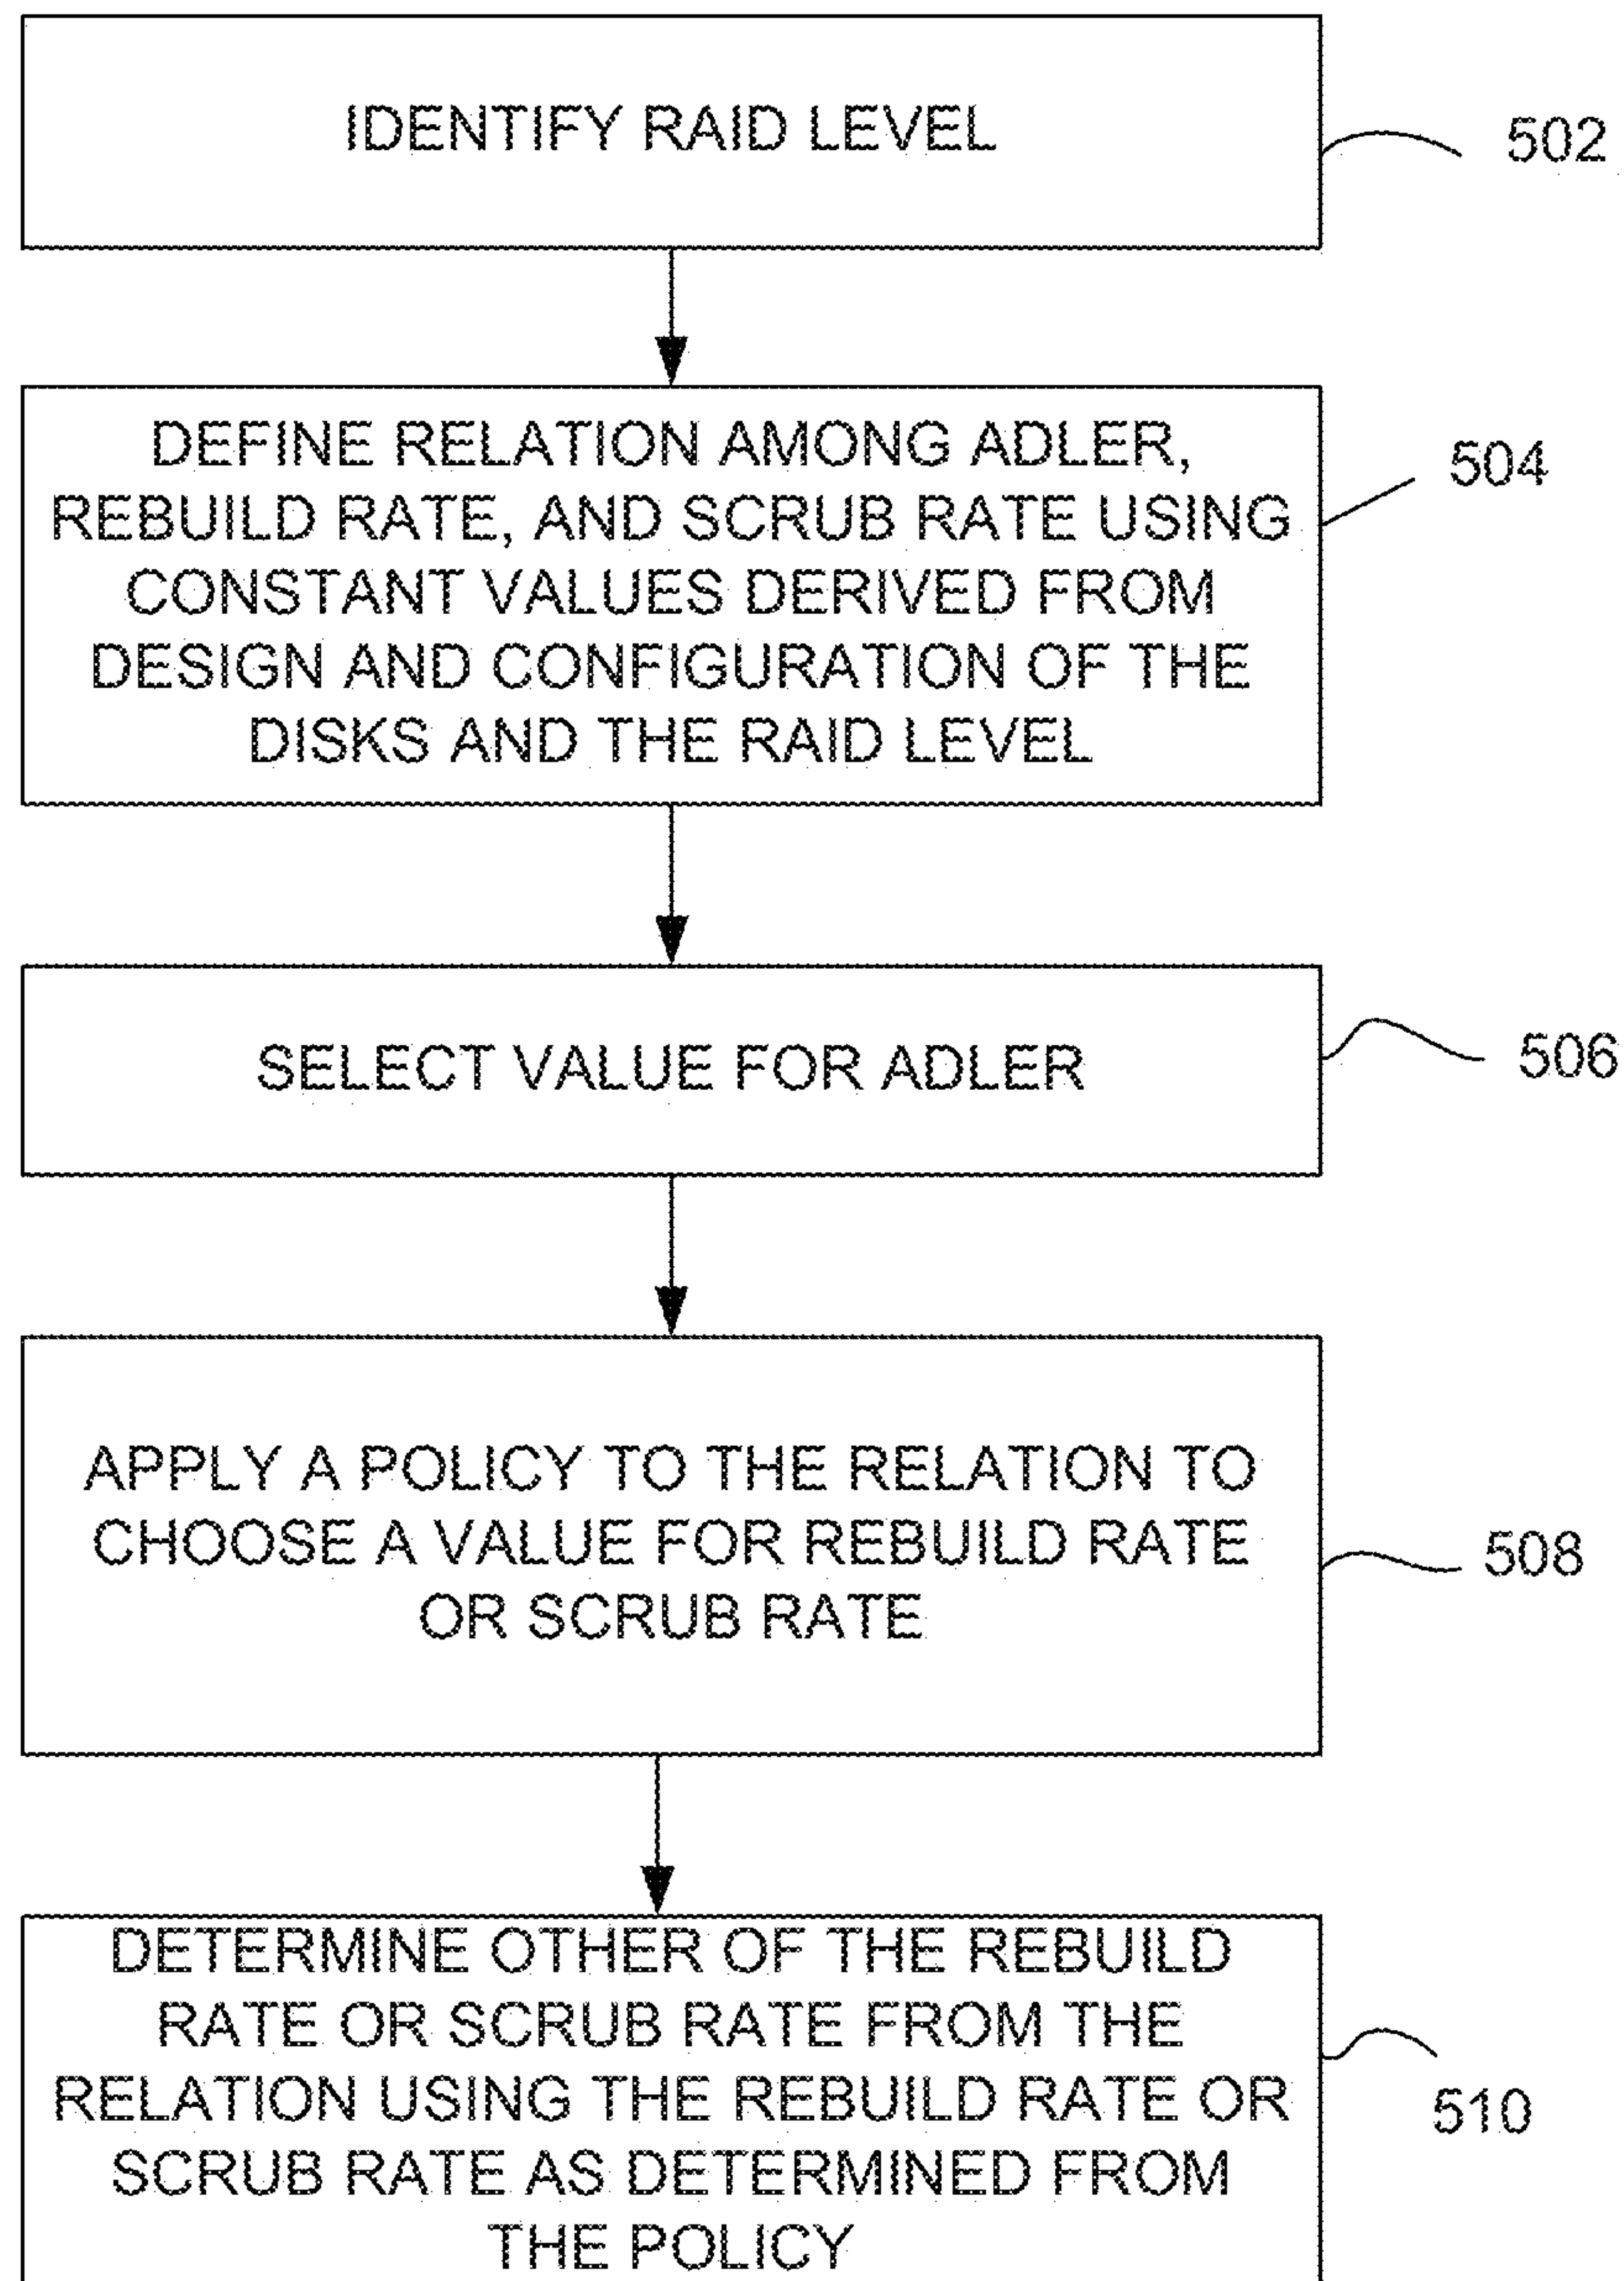 IDENTIFY RAID LEVEL
502
DEFINE RELATION AMONG ADLER,
REBUILD RATE, AND SCRUB RATE USING
CONSTANT VALUES DERIVED FROM
DESIGN AND CONFIGURATION OF THE
DISKS AND THE RAID LEVEL
504
SELECT VALUE FOR ADLER
506
APPLY A POLICY TO THE RELATION TO
CHOOSE A VALUE FOR REBUILD RATE
OR SCRUB RATE
508
DETERMINE OTHER OF THE REBUILD
RATE OR SCRUB RATE FROM THE
RELATION USING THE REBUILD RATE OR
SCRUB RATE AS DETERMINED FROM
THE POLICY
510